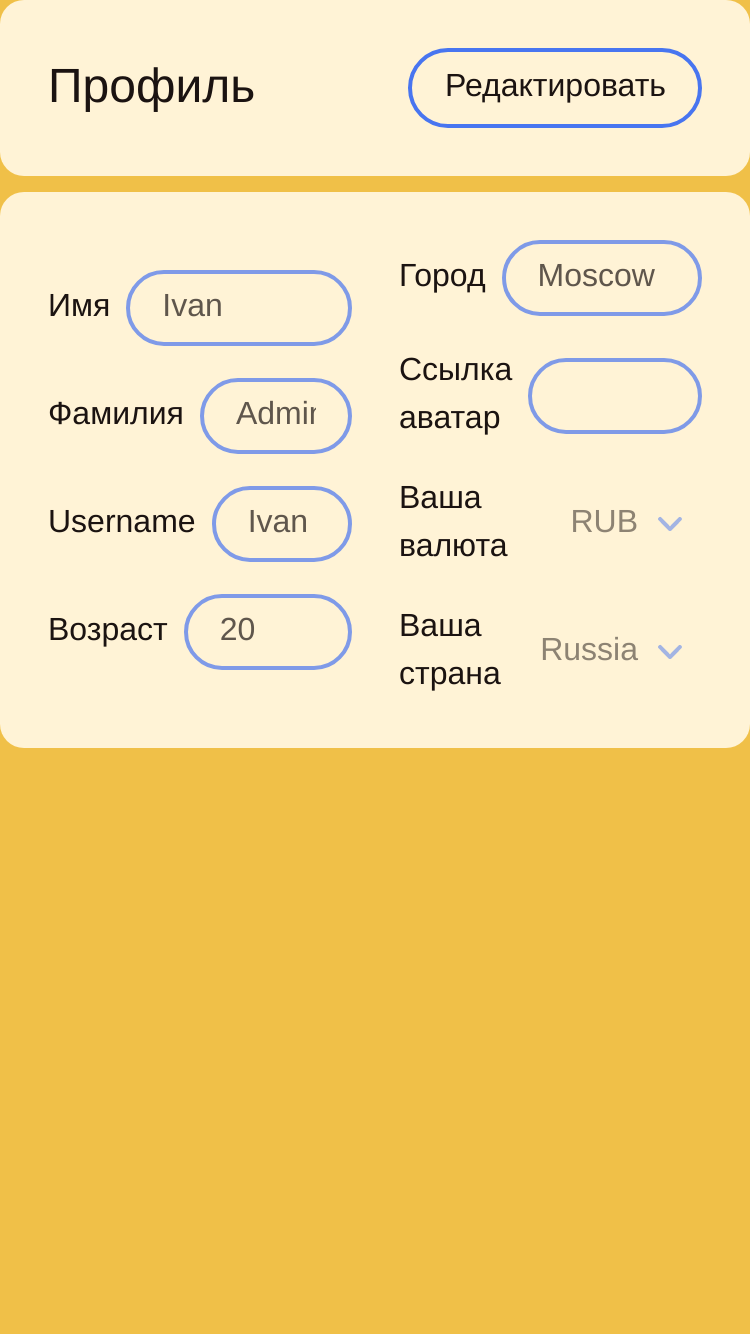 Профиль
Редактировать
Имя
Ivan
Фамилия
Admin
Username
Ivan
Возраст
20
Город
Moscow
Ссылка
аватар
Ваша
валюта
RUB
Ваша
страна
Russia